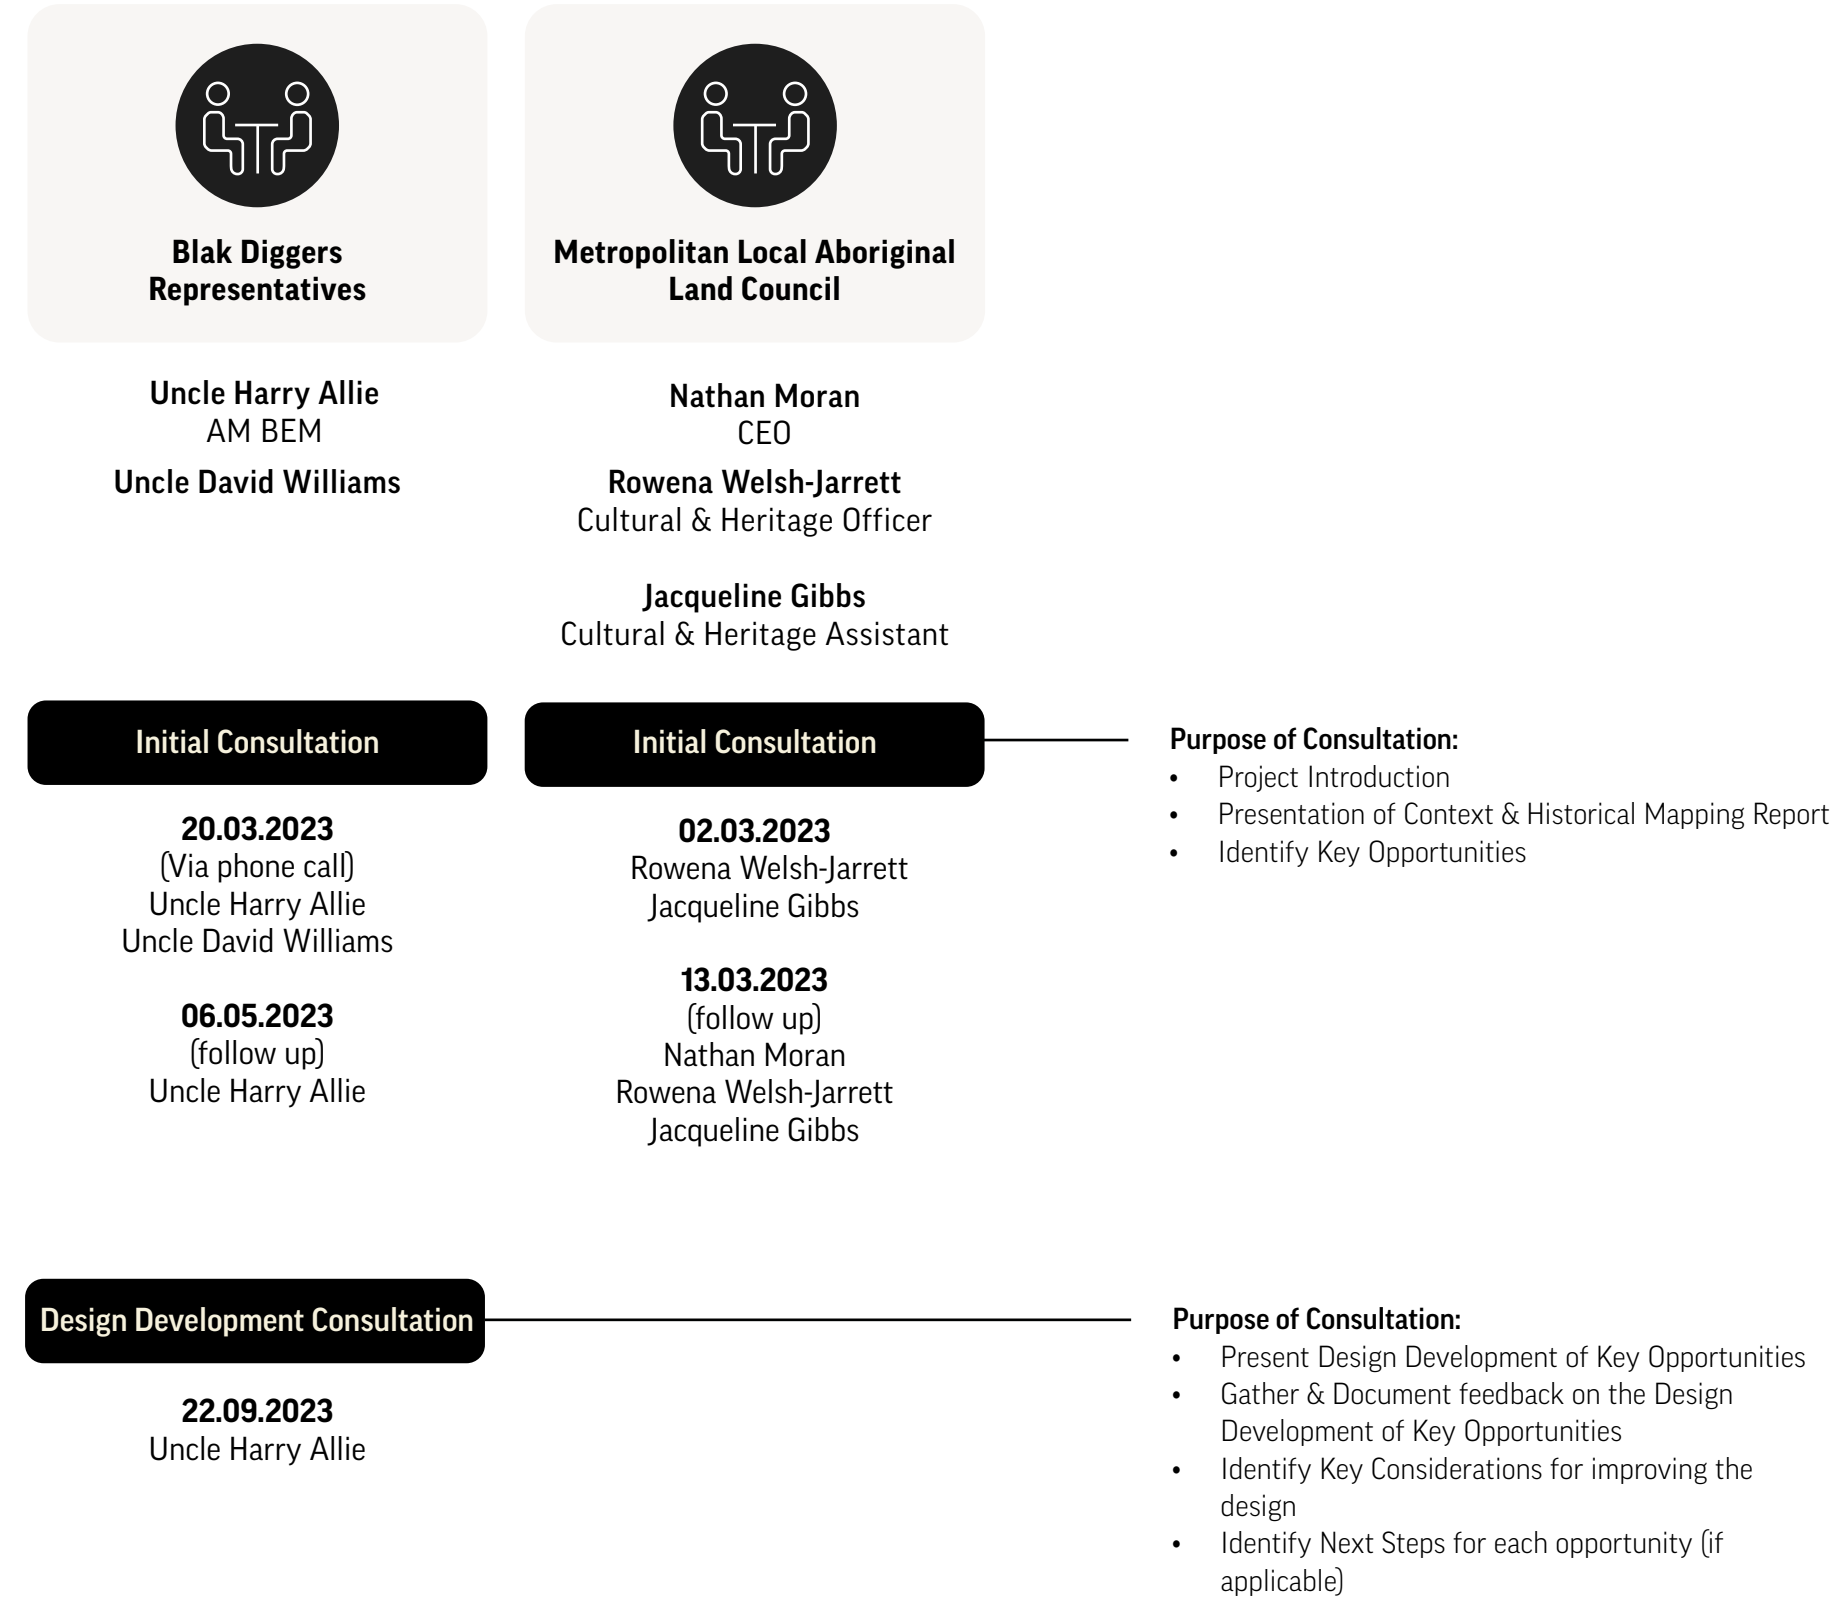 Blak Diggers
Representatives
Metropolitan Local Aboriginal
Land Council
Uncle Harry Allie
AM BEM
Uncle David Williams
Nathan Moran
CEO
Rowena Welsh-Jarrett
Cultural & Heritage Officer
Jacqueline Gibbs
Cultural & Heritage Assistant
Initial Consultation
20.03.2023
(Via phone call)
Uncle Harry Allie
Uncle David Williams
06.05.2023
(follow up)
Uncle Harry Allie
Initial Consultation
02.03.2023
Rowena Welsh-Jarrett
Jacqueline Gibbs
13.03.2023
(follow up)
Nathan Moran
Rowena Welsh-Jarrett
Jacqueline Gibbs
Purpose of Consultation:
• Project Introduction
• Presentation of Context & Historical Mapping Report
• Identify Key Opportunities
Design Development Consultation
22.09.2023
Uncle Harry Allie
Purpose of Consultation:
• Present Design Development of Key Opportunities
• Gather & Document feedback on the Design
Development of Key Opportunities
• Identify Key Considerations for improving the
design
• Identify Next Steps for each opportunity (if
applicable)